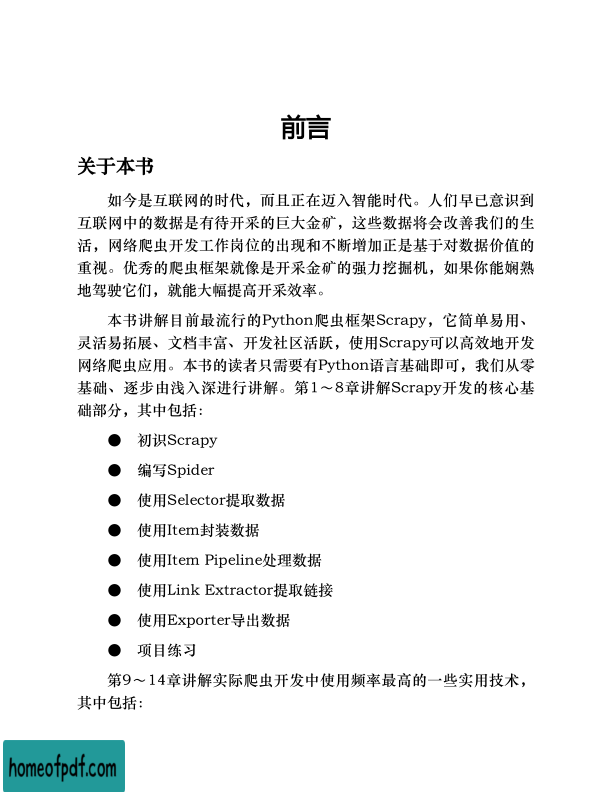 前言
关于本书
如今是互联网的时代，而且正在迈入智能时代。人们早已意识到
互联网中的数据是有待开采的巨大金矿，这些数据将会改善我们的生
活，网络爬虫开发工作岗位的出现和不断增加正是基于对数据价值的
重视。优秀的爬虫框架就像是开采金矿的强力挖掘机，如果你能娴熟
地驾驶它们，就能大幅提高开采效率。
本书讲解目前最流行的Python爬虫框架Scrapy，它简单易用、
灵活易拓展、文档丰富、开发社区活跃，使用Scrapy可以高效地开发
网络爬虫应用。本书的读者只需要有Python语言基础即可，我们从零
基础、逐步由浅入深进行讲解。第1～8章讲解Scrapy开发的核心基
础部分，其中包括：
● 初识Scrapy
● 编写Spider
● 使用Selector提取数据
● 使用Item封装数据
● 使用Item Pipeline处理数据
● 使用Link Extractor提取链接
● 使用Exporter导出数据
● 项目练习
第9～14章讲解实际爬虫开发中使用频率最高的一些实用技术，
其中包括：
homeofpdf.com